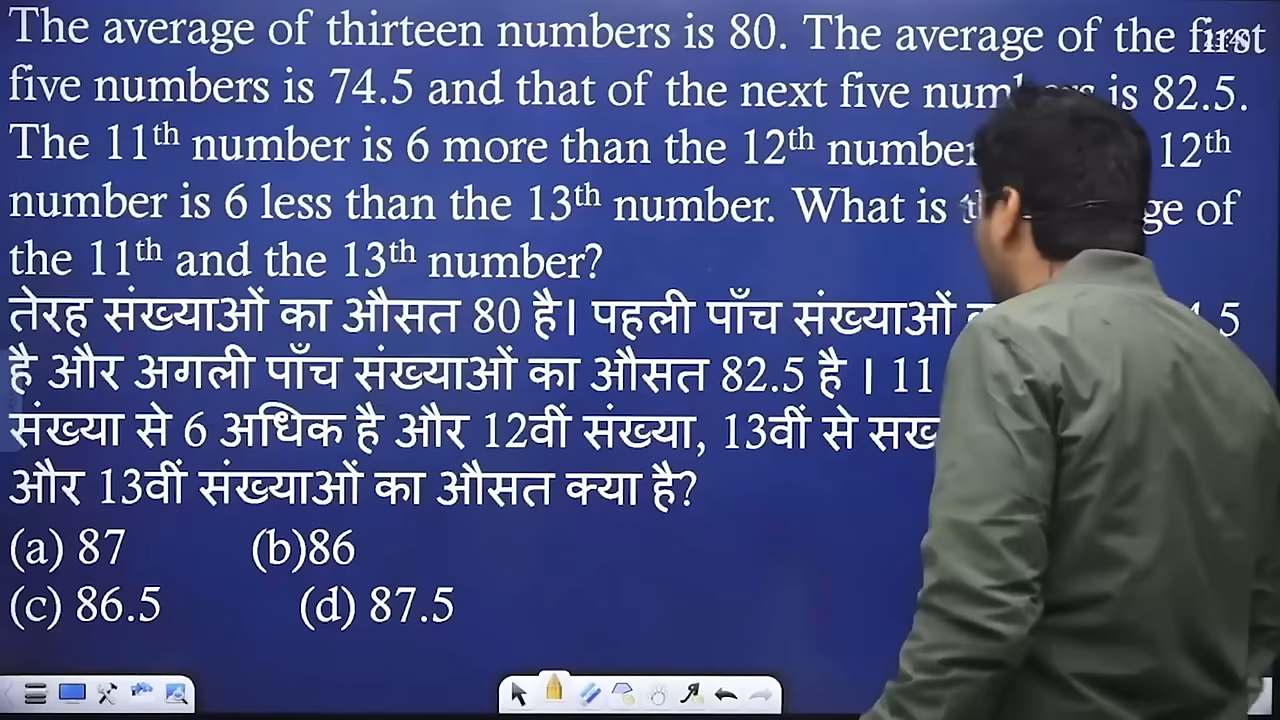 The average of thirteen numbers is 80. The average of the first
five numbers is 74.5 and that of the next five numbers is 82.5.
The 11th number is 6 more than the 12th number 12th
number is 6 less than the 13th number. What is ge of
the 11th and the 13th number?
तेरह संख्याओं का औसत 80 है। पहली पाँच संख्याओं .5
है और अगली पाँच संख्याओं का औसत 82.5 है । 11
संख्या से 6 अधिक है और 12वीं संख्या, 13वीं से सख
और 13वीं संख्याओं का औसत क्या है?
(a) 87 (b)86
(c) 86.5 (d) 87.5